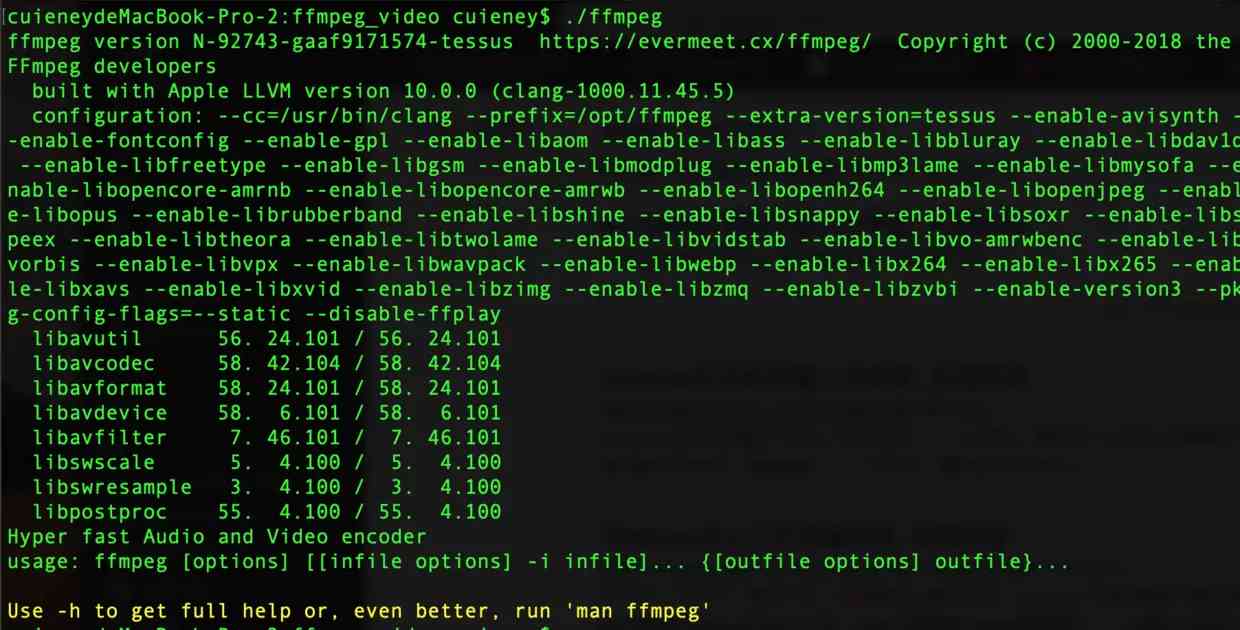 [cuieneydeMacBook-Pro-2:ffmpeg_video cuieney$ ./ffmpeg
ffmpeg version N-92743-gaaf9171574-tessus  https://evermeet.cx/ffmpeg/  Copyright (c) 2000-2018 the
FFmpeg developers
  built with Apple LLVM version 10.0.0 (clang-1000.11.45.5)
  configuration: --cc=/usr/bin/clang --prefix=/opt/ffmpeg --extra-version=tessus --enable-avisynth -
-enable-fontconfig --enable-gpl --enable-libaom --enable-libass --enable-libbluray --enable-libdav1d
 --enable-libfreetype --enable-libgsm --enable-libmodplug --enable-libmp3lame --enable-libmysofa --e
nable-libopencore-amrnb --enable-libopencore-amrwb --enable-libopenh264 --enable-libopenjpeg --enabl
e-libopus --enable-librubberband --enable-libshine --enable-libsnappy --enable-libsoxr --enable-libs
peex --enable-libtheora --enable-libtwolame --enable-libvidstab --enable-libvo-amrwbenc --enable-lib
vorbis --enable-libvpx --enable-libwavpack --enable-libwebp --enable-libx264 --enable-libx265 --enab
le-libxavs --enable-libxvid --enable-libzimg --enable-libzmq --enable-libzvbi --enable-version3 --pk
g-config-flags=--static --disable-ffplay
  libavutil      56. 24.101 / 56. 24.101
  libavcodec     58. 42.104 / 58. 42.104
  libavformat    58. 24.101 / 58. 24.101
  libavdevice    58.  6.101 / 58.  6.101
  libavfilter     7. 46.101 /  7. 46.101
  libswscale      5.  4.100 /  5.  4.100
  libswresample   3.  4.100 /  3.  4.100
  libpostproc    55.  4.100 / 55.  4.100
Hyper fast Audio and Video encoder
usage: ffmpeg [options] [[infile options] -i infile]... {[outfile options] outfile}...

Use -h to get full help or, even better, run 'man ffmpeg'